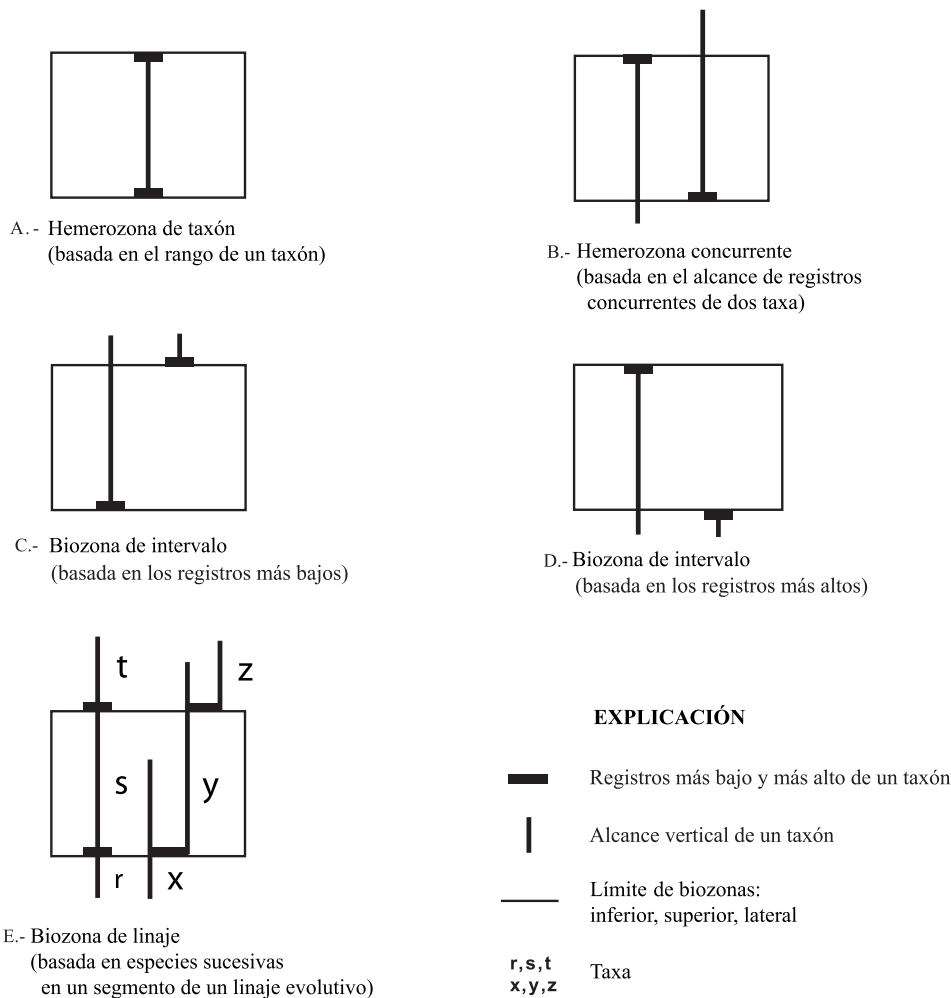 A.- Hemerozona de taxón
(basada en el rango de un taxón)
B.- Hemerozona concurrente
(basada en el alcance de registros
concurrentes de dos taxa)
C.- Biozona de intervalo
(basada en los registros más bajos)
D.- Biozona de intervalo
(basada en los registros más altos)
t
z
s
y
r
x
E.- Biozona de linaje
(basada en especies sucesivas
en un segmento de un linaje evolutivo)
EXPLICACIÓN
Registros más bajo y más alto de un taxón
Alcance vertical de un taxón
Límite de biozonas:
inferior, superior, lateral
r,s,t
x,y,z
Taxa